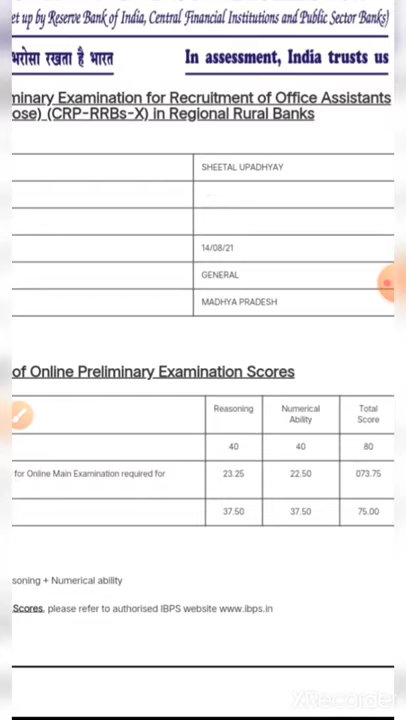 et up by Reserve Bank of India, Central Financial Institutions and Public Sector Banks)
भरोसा रखता है भारत In assessment, India trusts us
minary Examination for Recruitment of Office Assistants
ose) (CRP-RRBs-X) in Regional Rural Banks
SHEETAL UPADHYAY
14/08/21
GENERAL
MADHYA PRADESH
of Online Preliminary Examination Scores
Reasoning Numerical Ability Total Score
40 40 80
for Online Main Examination required for 23.25 22.50 073.75
37.50 37.50 75.00
soning + Numerical ability
Scores, please refer to authorised IBPS website www.ibps.in
XRecorder